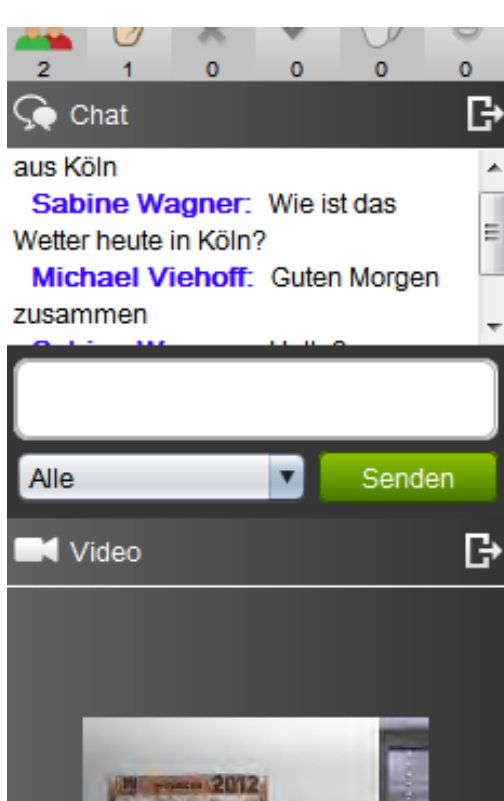 2 1 0 0 0 0
Chat
aus Köln
Sabine Wagner: Wie ist das
Wetter heute in Köln?
Michael Viehoff: Guten Morgen
zusammen
Alle
Senden
Video
2012